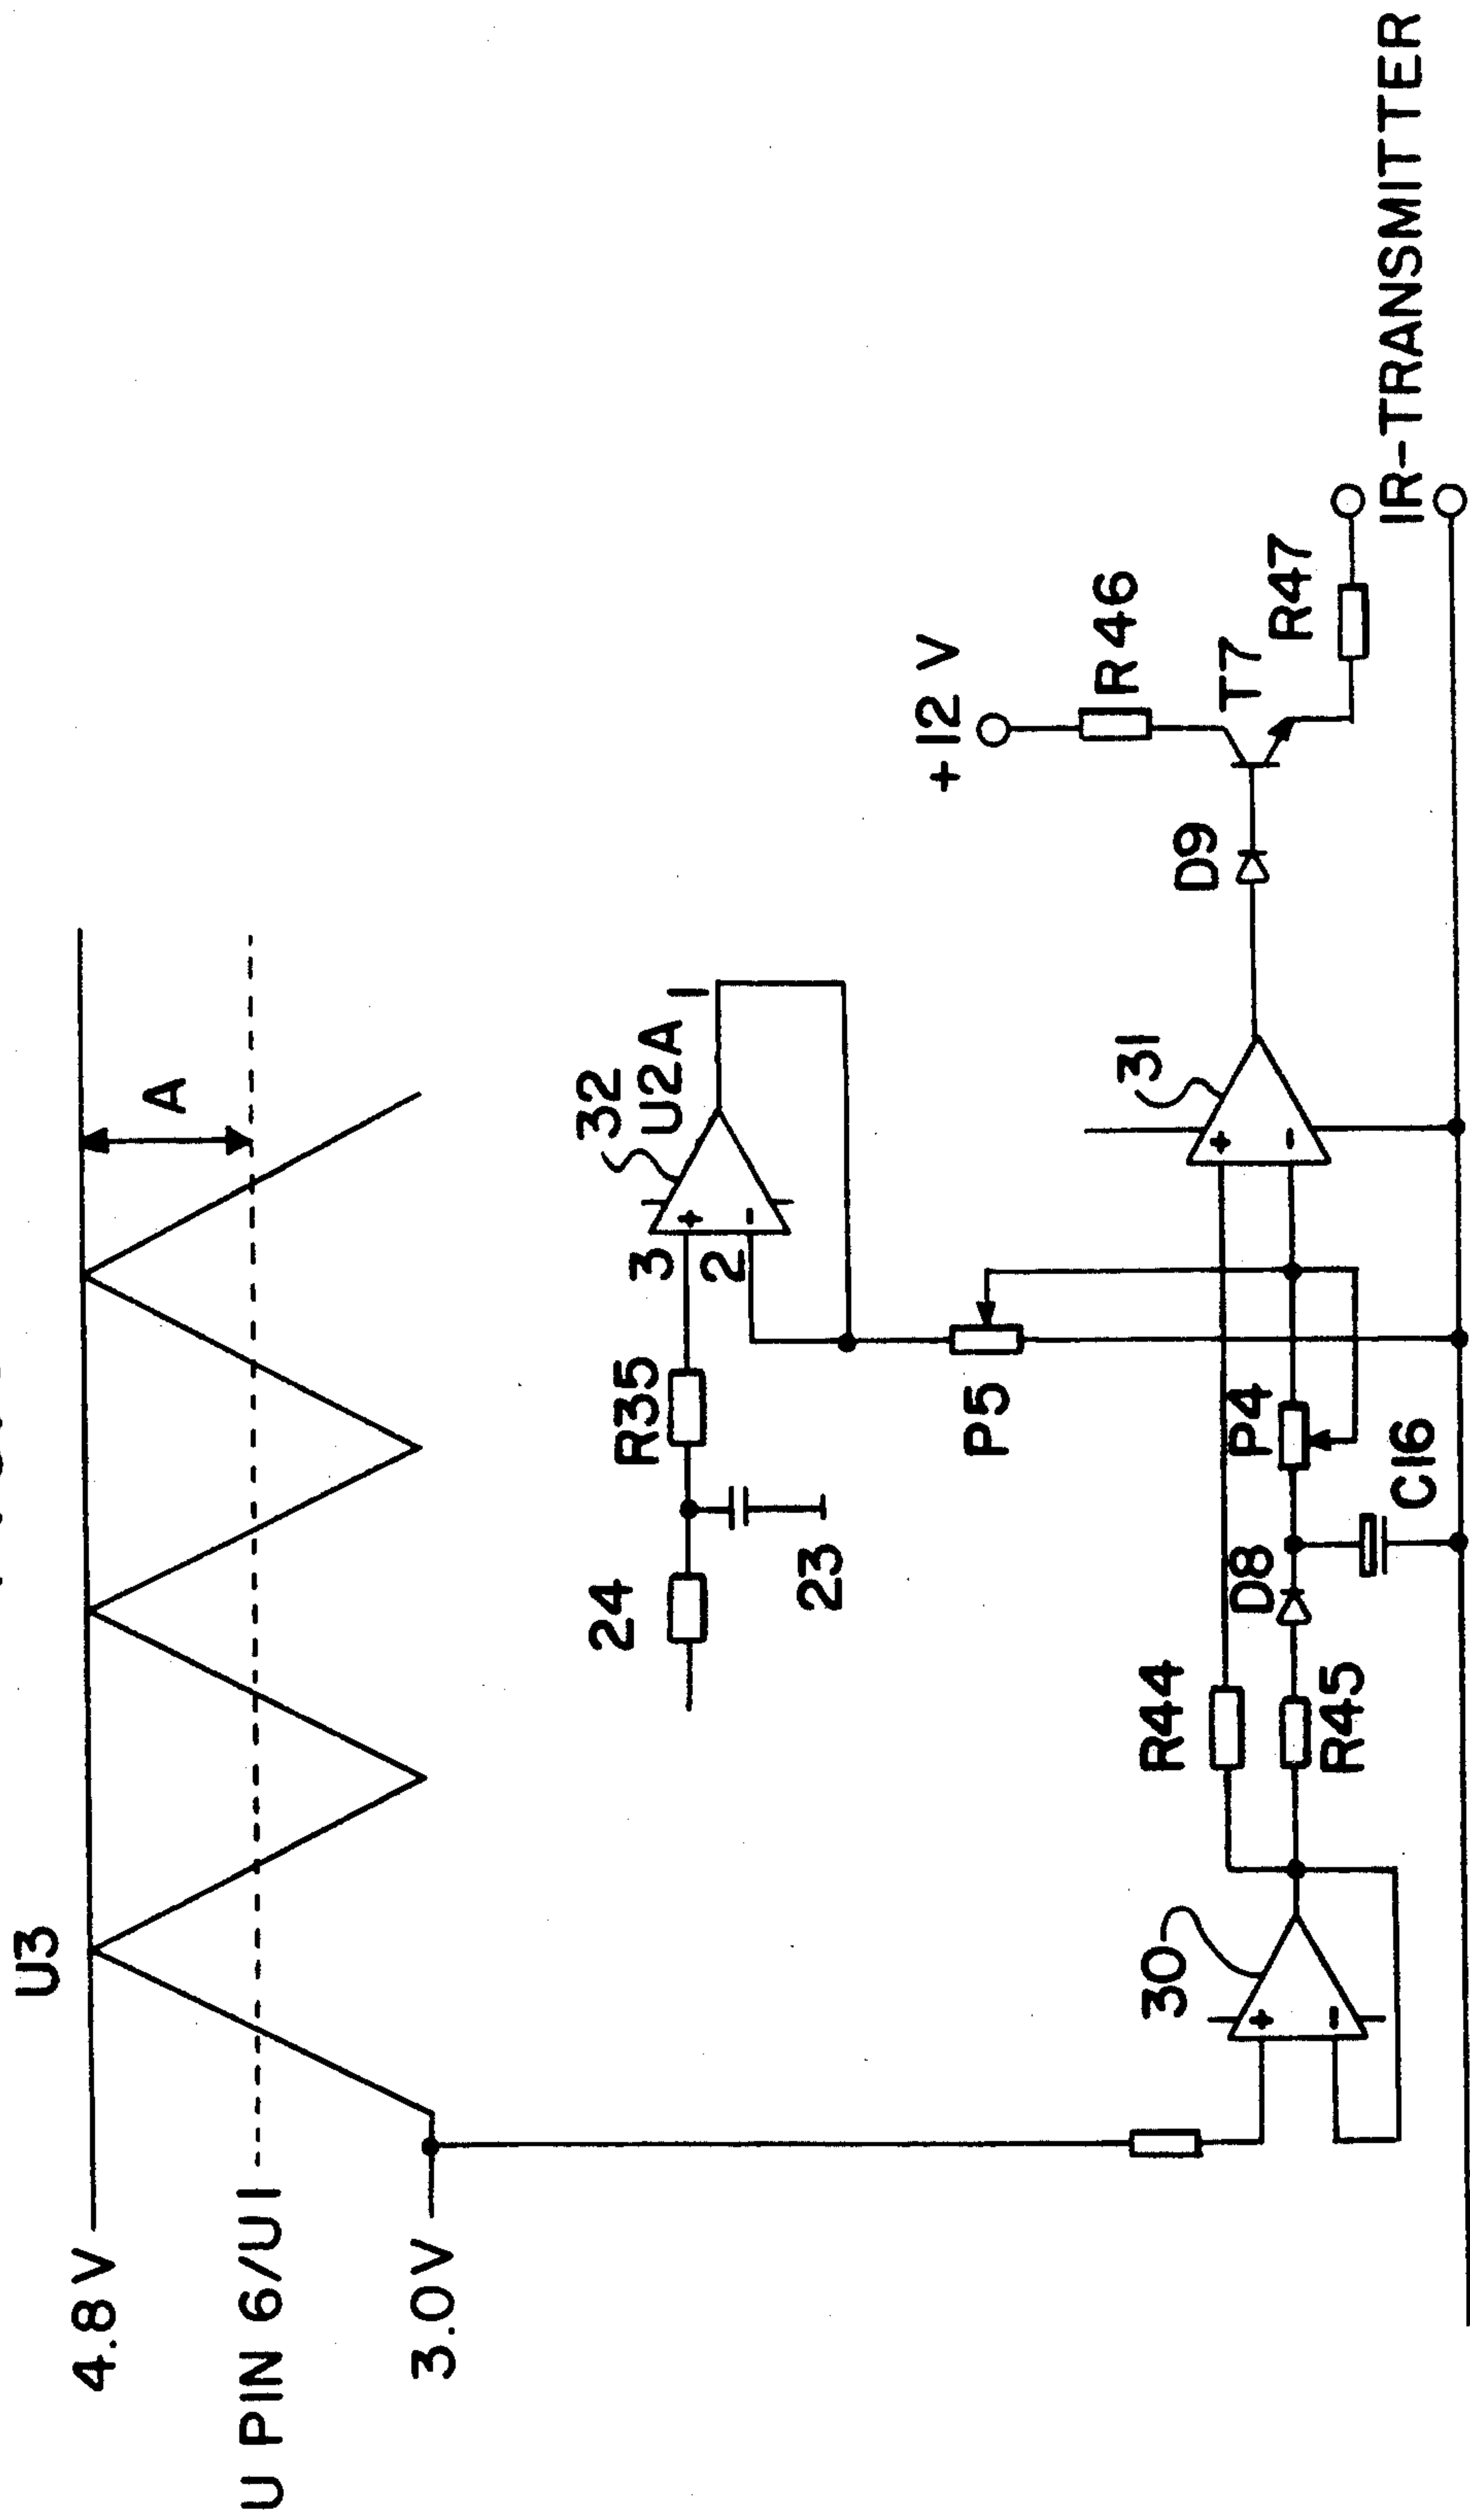 U3
4.8 V
A
U PIN 6/U1
3.0V
32
U2A
1
3
+
2
-
R35
24
23
+12 V
R46
P5
31
D9
T7
R47
IR-TRANSMITTER
+
-
R44
P4
D8
C16
R45
30
+
-